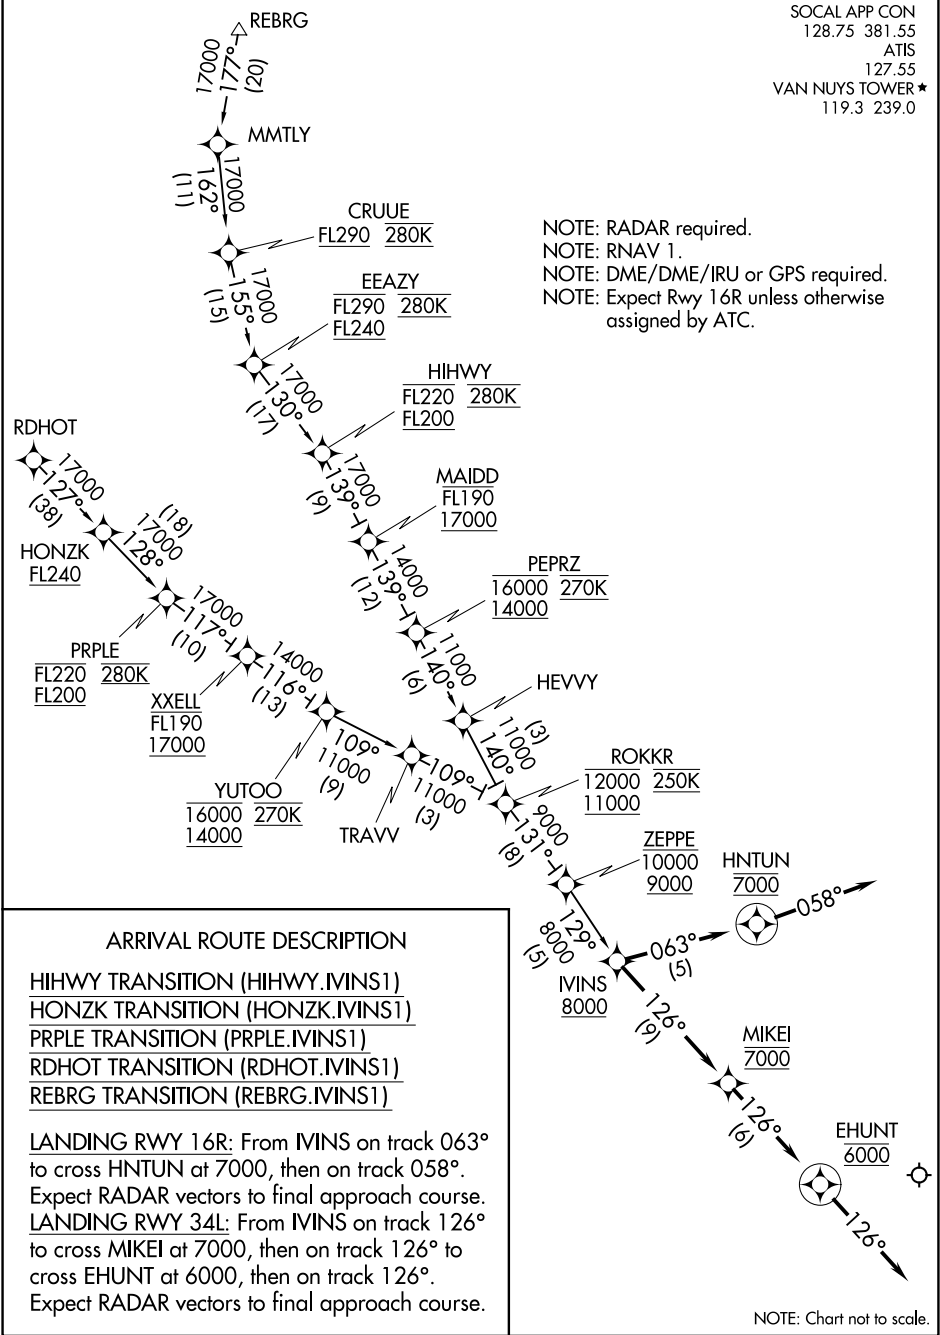 SOCAL APP CON
128.75 381.55
ATIS
127.55
VAN NUYS TOWER★
119.3 239.0
REBRG
17000
177°
(20)
MMTLY
17000
162°
(11)
CRUUE
FL290 280K
17000
155°
(15)
EEAZY
FL290 280K
FL240
NOTE: RADAR required.
NOTE: RNAV 1.
NOTE: DME/DME/IRU or GPS required.
NOTE: Expect Rwy 16R unless otherwise
assigned by ATC.
17000
130°
(17)
HIHWY
FL220 280K
FL200
17000
139°
(9)
MAIDD
FL190
17000
14000
139°
(12)
PEPRZ
16000 270K
14000
11000
140°
(6)
HEVVY
(3)
11000
140°
RDHOT
17000
127°
(38)
HONZK
FL240
(18)
17000
128°
PRPLE
FL220 280K
FL200
17000
117°
(10)
XXELL
FL190
17000
14000
116°
(13)
YUTOO
16000 270K
14000
109°
11000
(9)
TRAVV
109°
11000
(3)
ROKKR
12000 250K
11000
9000
131°
(8)
ZEPPE
10000
9000
129°
8000
(5)
IVINS
8000
063°
(5)
HNTUN
7000
058°
126°
(9)
MIKEI
7000
126°
(6)
EHUNT
6000
126°
ARRIVAL ROUTE DESCRIPTION
HIHWY TRANSITION (HIHWY.IVINS1)
HONZK TRANSITION (HONZK.IVINS1)
PRPLE TRANSITION (PRPLE.IVINS1)
RDHOT TRANSITION (RDHOT.IVINS1)
REBRG TRANSITION (REBRG.IVINS1)
LANDING RWY 16R: From IVINS on track 063°
to cross HNTUN at 7000, then on track 058°.
Expect RADAR vectors to final approach course.
LANDING RWY 34L: From IVINS on track 126°
to cross MIKEI at 7000, then on track 126° to
cross EHUNT at 6000, then on track 126°.
Expect RADAR vectors to final approach course.
NOTE: Chart not to scale.